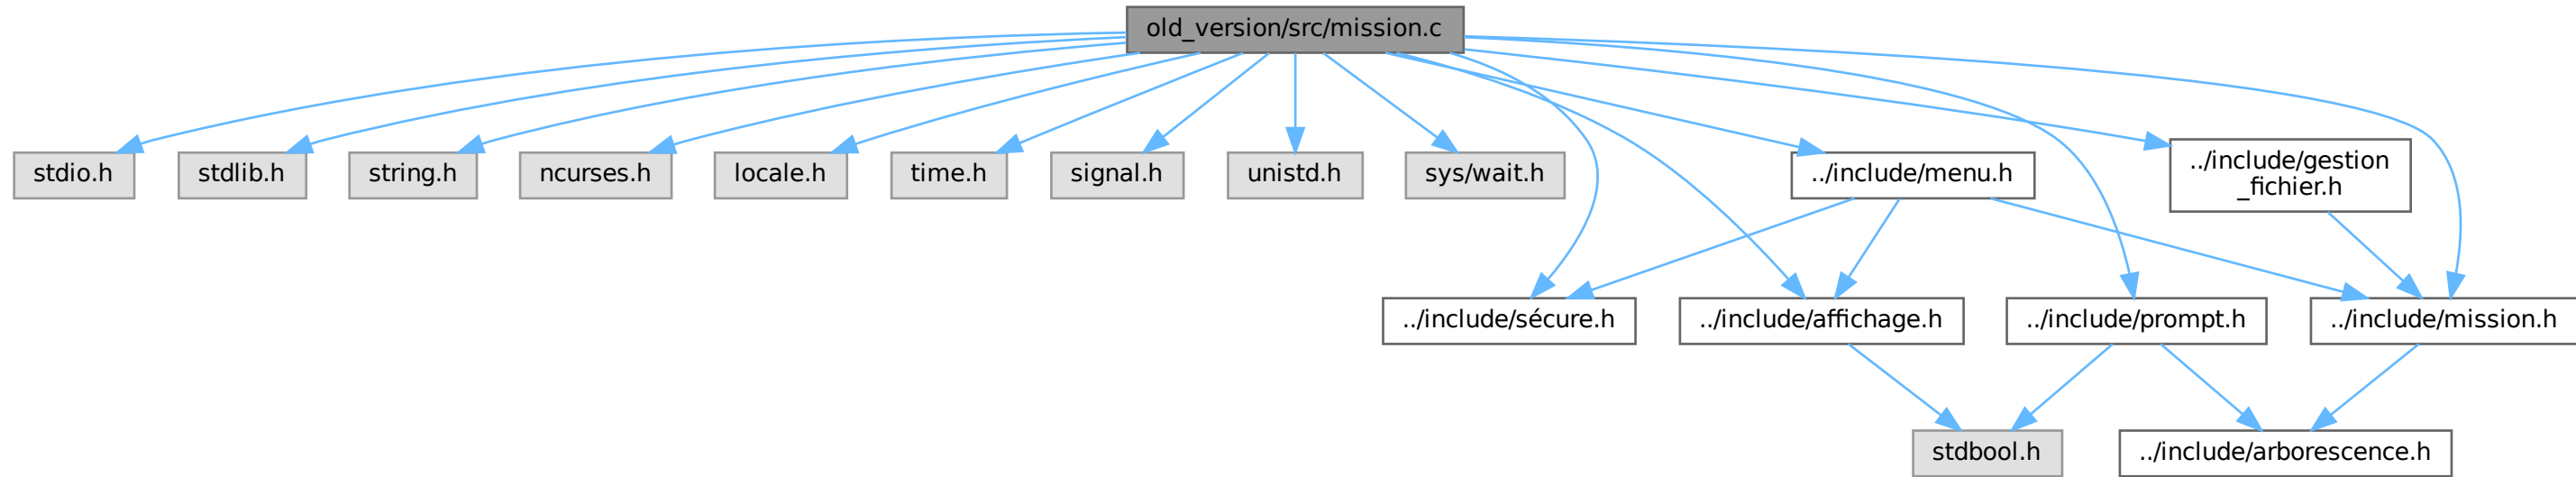 old_version/src/mission.c
stdio.h
stdlib.h
string.h
ncurses.h
locale.h
time.h
signal.h
unistd.h
sys/wait.h
../include/menu.h
../include/gestion
_fichier.h
../include/sécure.h
../include/affichage.h
../include/prompt.h
../include/mission.h
stdbool.h
../include/arborescence.h